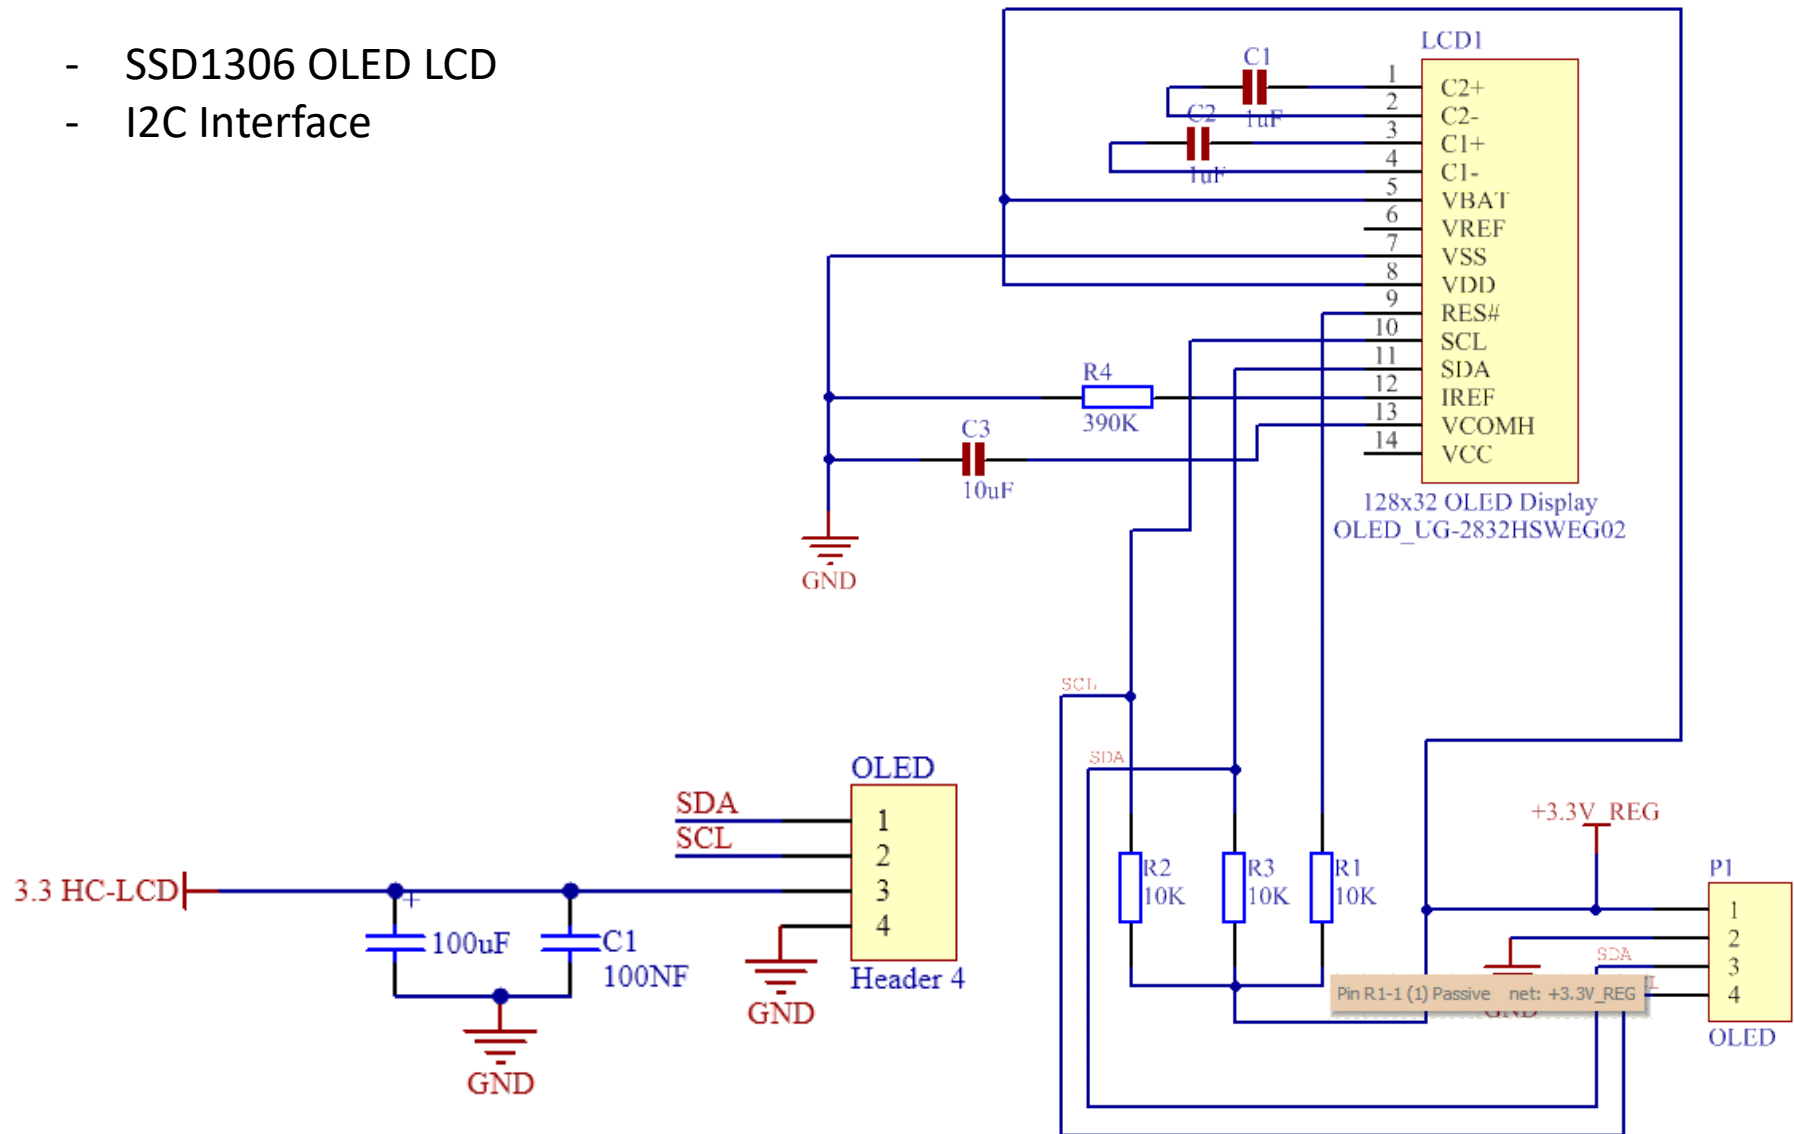 - SSD1306 OLED LCD
- I2C Interface
LCD1
C1
1uF
C2
1uF
1 C2+
2 C2-
3 C1+
4 C1-
5 VBAT
6 VREF
7 VSS
8 VDD
9 RES#
10 SCL
11 SDA
12 IREF
13 VCOMH
14 VCC
R4
390K
C3
10uF
GND
128x32 OLED Display
OLED_UG-2832HSWEG02
SCL
SDA
R2
10K
R3
10K
R1
10K
+3.3V_REG
P1
1
2
SDA
3
4
GND
OLED
Pin R1-1 (1) Passive net: +3.3V_REG
OLED
SDA
1
SCL
2
3.3 HC-LCD
3
4
+
100uF
C1
100NF
GND
Header 4
GND